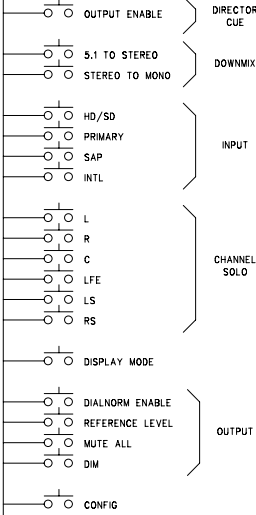 OUTPUT ENABLE
DIRECTOR
CUE
5.1 TO STEREO
STEREO TO MONO
DOWNMIX
HD/SD
PRIMARY
SAP
INTL
INPUT
L
R
C
LFE
LS
RS
CHANNEL
SOLO
DISPLAY MODE
DIALNORM ENABLE
REFERENCE LEVEL
MUTE ALL
DIM
OUTPUT
CONFIG